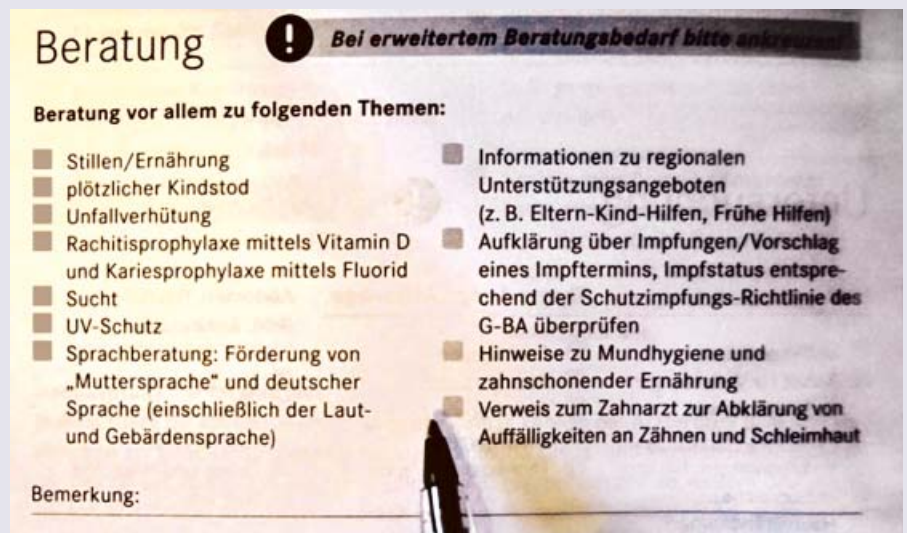 Beratung
! Bei erweitertem Beratungsbedarf bitte ankreuzen!
Beratung vor allem zu folgenden Themen:
Stillen/Ernährung
plötzlicher Kindstod
Unfallverhütung
Rachitisprophylaxe mittels Vitamin D
und Kariesprophylaxe mittels Fluorid
Sucht
UV-Schutz
Sprachberatung: Förderung von
„Muttersprache“ und deutscher
Sprache (einschließlich der Laut-
und Gebärdensprache)
Informationen zu regionalen
Unterstützungsangeboten
(z. B. Eltern-Kind-Hilfen, Frühe Hilfen)
Aufklärung über Impfungen/Vorschlag
eines Impftermins, Impfstatus entspre-
chend der Schutzimpfungs-Richtlinie des
G-BA überprüfen
Hinweise zu Mundhygiene und
zahnschonender Ernährung
Verweis zum Zahnarzt zur Abklärung von
Auffälligkeiten an Zähnen und Schleimhaut
Bemerkung: